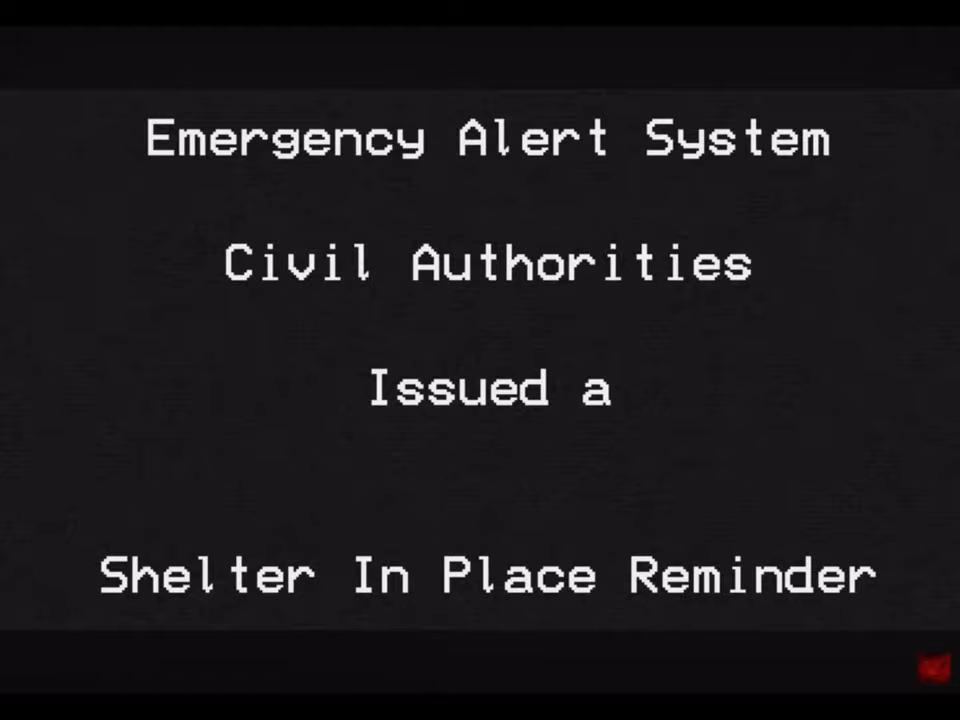 Emergency Alert System
Civil Authorities
Issued a
Shelter In Place Reminder